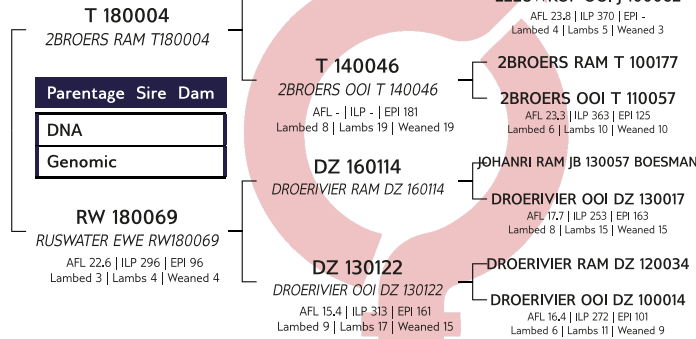 T 180004
2BROERS RAM T180004
Parentage Sire Dam
DNA
Genomic
RW 180069
RUSWATER EWE RW180069
AFL 22.6 | ILP 296 | EPI 96
Lambed 3 | Lambs 4 | Weaned 4
T 140046
2BROERS OOI T 140046
AFL - | ILP - | EPI 181
Lambed 8 | Lambs 19 | Weaned 19
DZ 160114
DROERIVIER RAM DZ 160114
DZ 130122
DROERIVIER OOI DZ 130122
AFL 15.4 | ILP 313 | EPI 161
Lambed 9 | Lambs 17 | Weaned 15
AFL 23.8 | ILP 370 | EPI -
Lambed 4 | Lambs 5 | Weaned 3
2BROERS RAM T 100177
2BROERS OOI T 110057
AFL 23.3 | ILP 363 | EPI 125
Lambed 6 | Lambs 10 | Weaned 10
JOHANRI RAM JB 130057 BOESMAN
DROERIVIER OOI DZ 130017
AFL 17.7 | ILP 253 | EPI 163
Lambed 8 | Lambs 15 | Weaned 15
DROERIVIER RAM DZ 120034
DROERIVIER OOI DZ 100014
AFL 16.4 | ILP 272 | EPI 101
Lambed 6 | Lambs 11 | Weaned 9